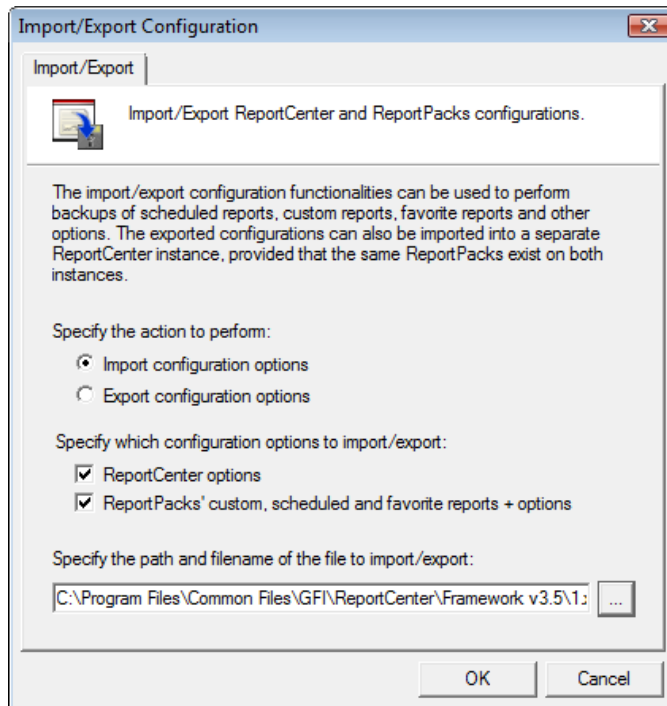 Import/Export Configuration
Import/Export
Import/Export ReportCenter and ReportPacks configurations.
The import/export configuration functionalities can be used to perform
backups of scheduled reports, custom reports, favorite reports and other
options. The exported configurations can also be imported into a separate
ReportCenter instance, provided that the same ReportPacks exist on both
instances.
Specify the action to perform:
Import configuration options
Export configuration options
Specify which configuration options to import/export:
ReportCenter options
ReportPacks' custom, scheduled and favorite reports + options
Specify the path and filename of the file to import/export:
C:\Program Files\Common Files\GFI\ReportCenter\Framework v3.5\1.
...
OK
Cancel